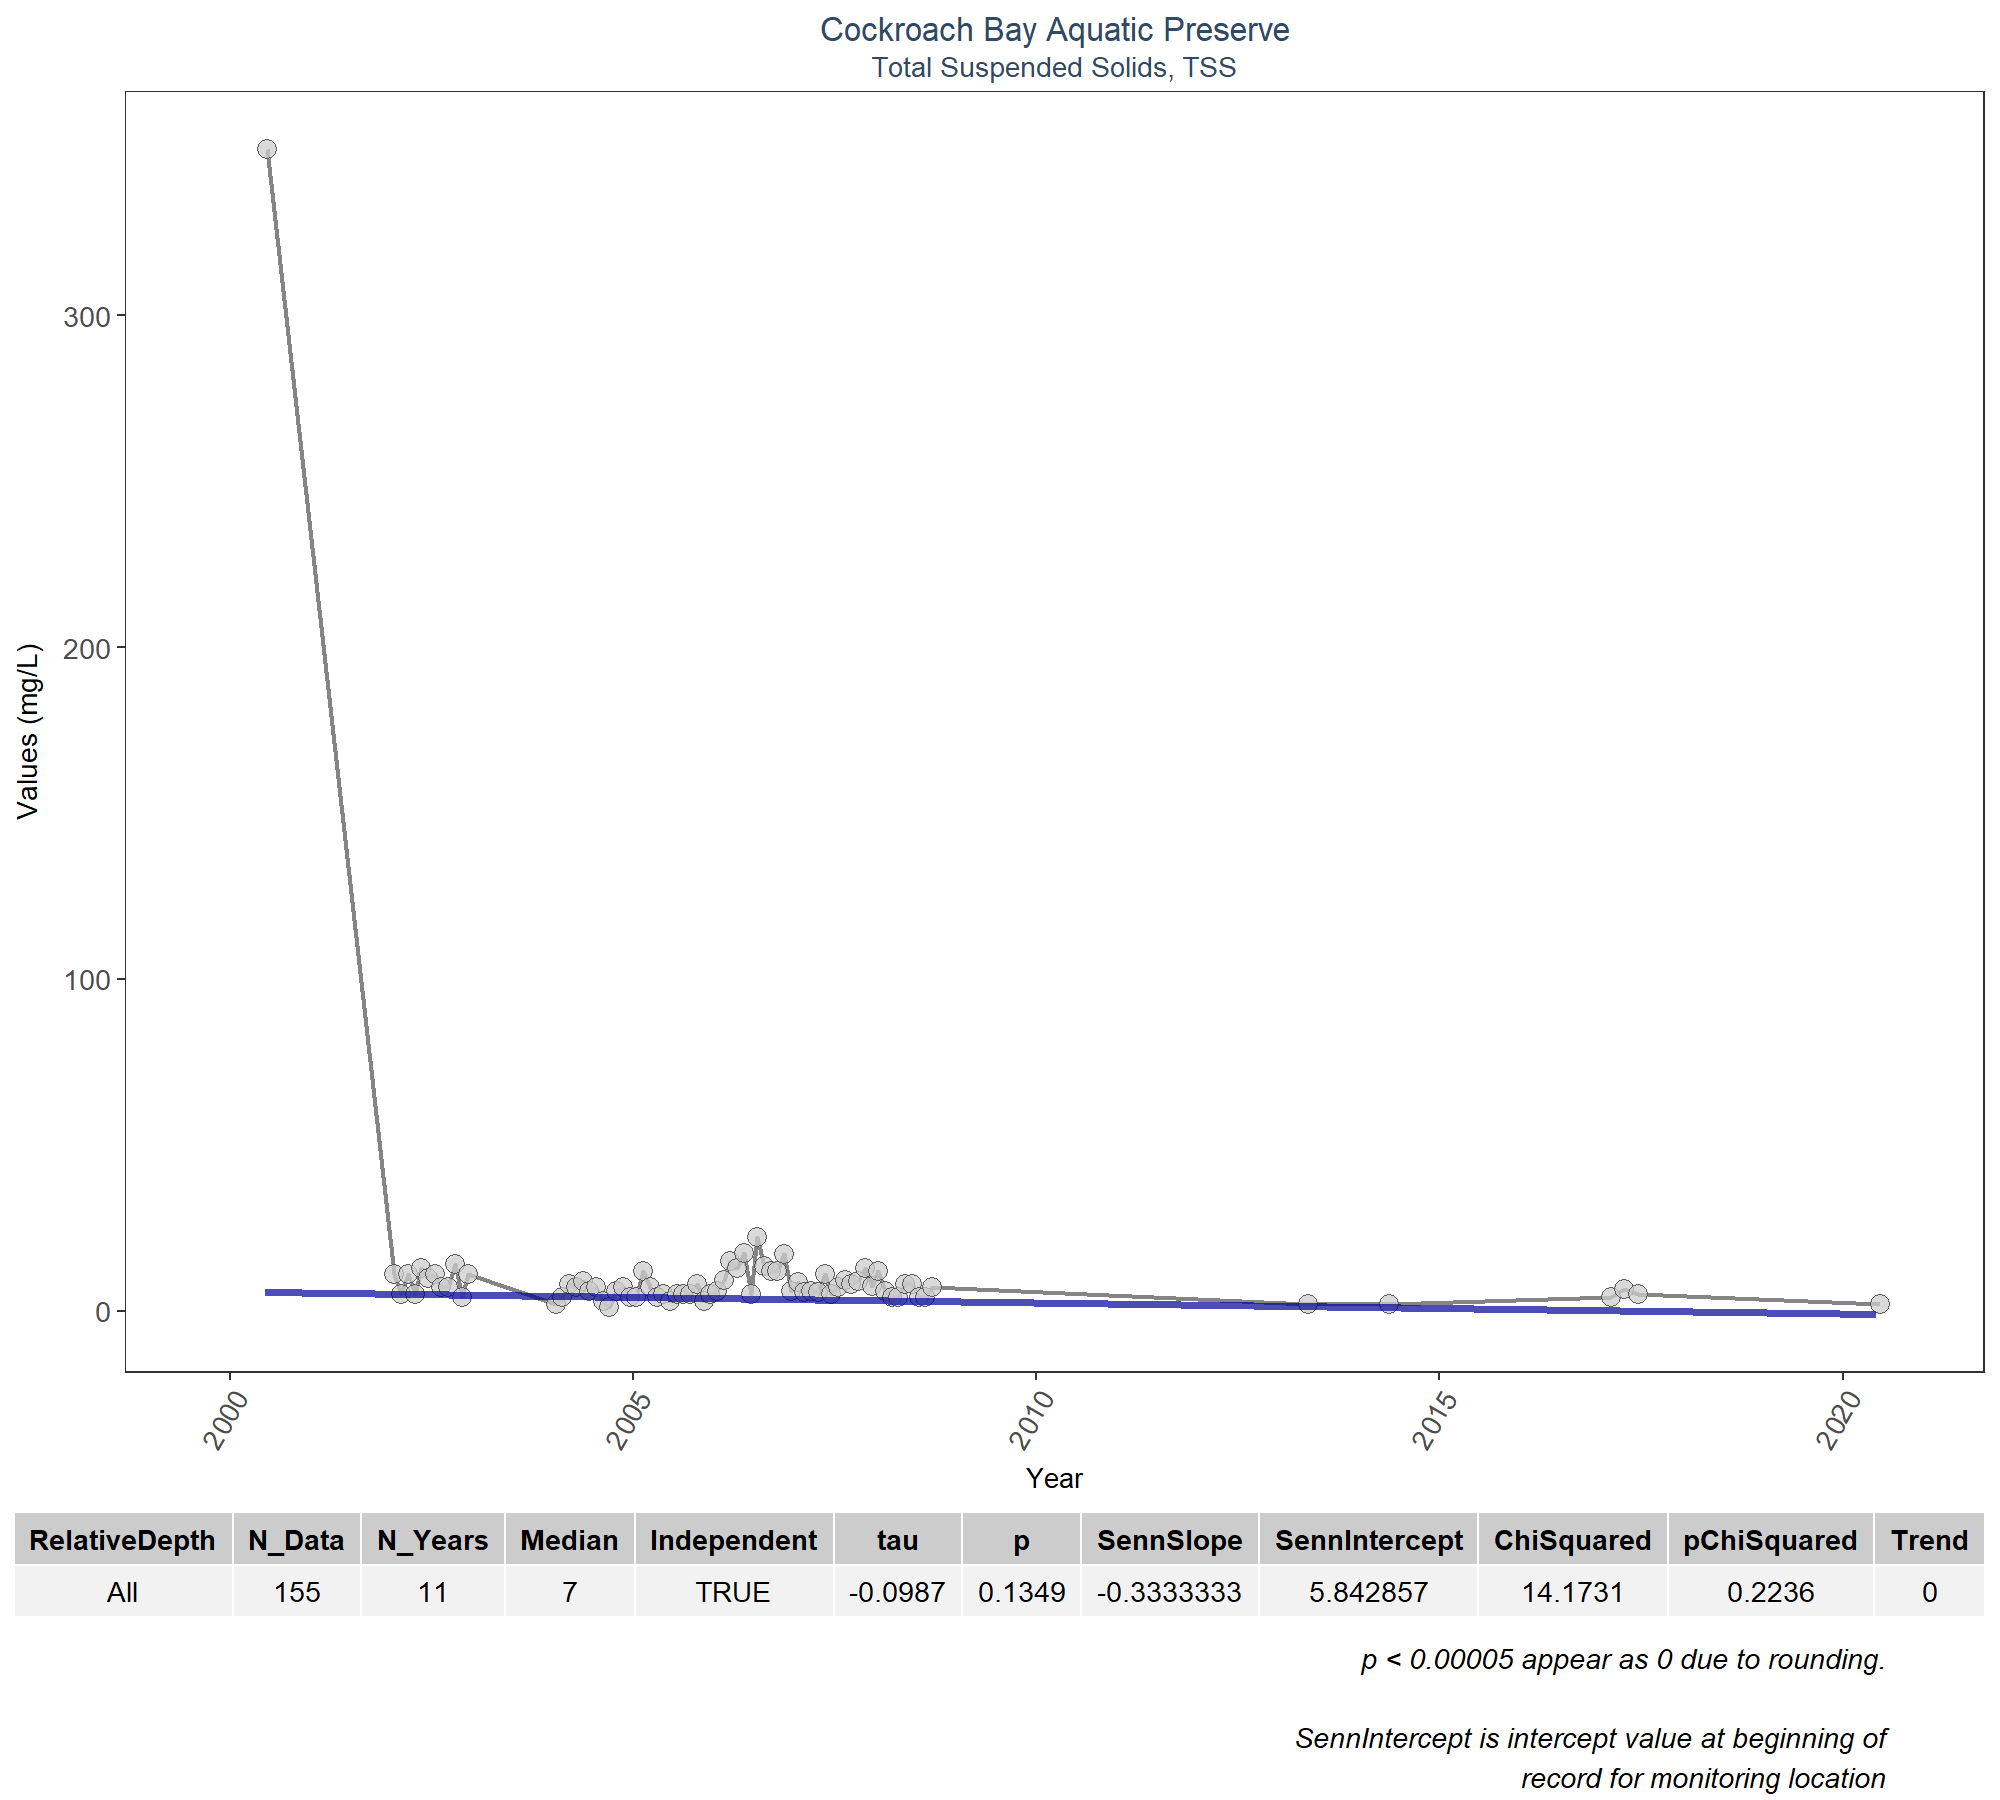 Cockroach Bay Aquatic Preserve
Total Suspended Solids, TSS
Values (mg/L)
300
200
100
0
2000 2005 2010 2015 2020
Year
RelativeDepth N_Data N_Years Median Independent tau p SennSlope SennIntercept ChiSquared pChiSquared Trend
All 155 11 7 TRUE -0.0987 0.1349 -0.3333333 5.842857 14.1731 0.2236 0
p < 0.00005 appear as 0 due to rounding.
SennIntercept is intercept value at beginning of
record for monitoring location